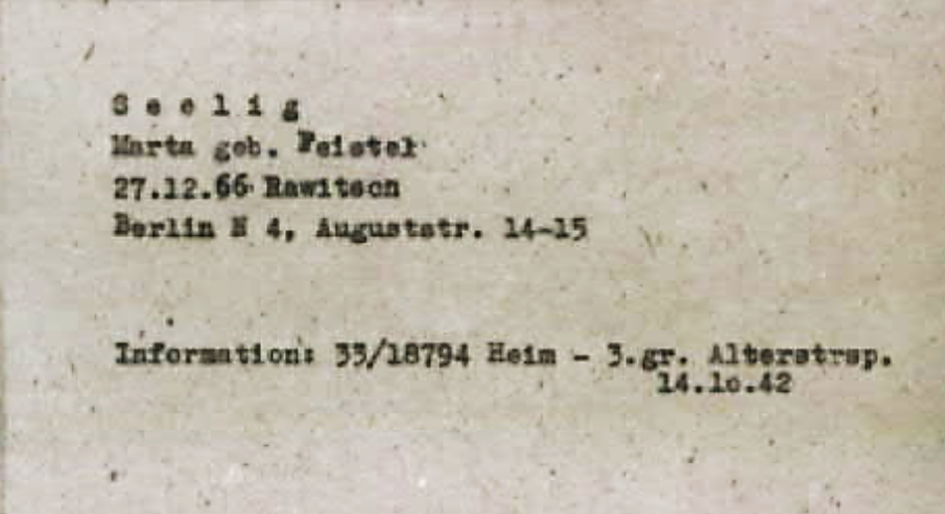 S e e l i g
Marta geb. Feistel
27.12.66 Rawitsch
Berlin N 4, Auguststr. 14-15
Information: 33/18794 Heim - 3.gr. Alterstrsp.
14.10.42